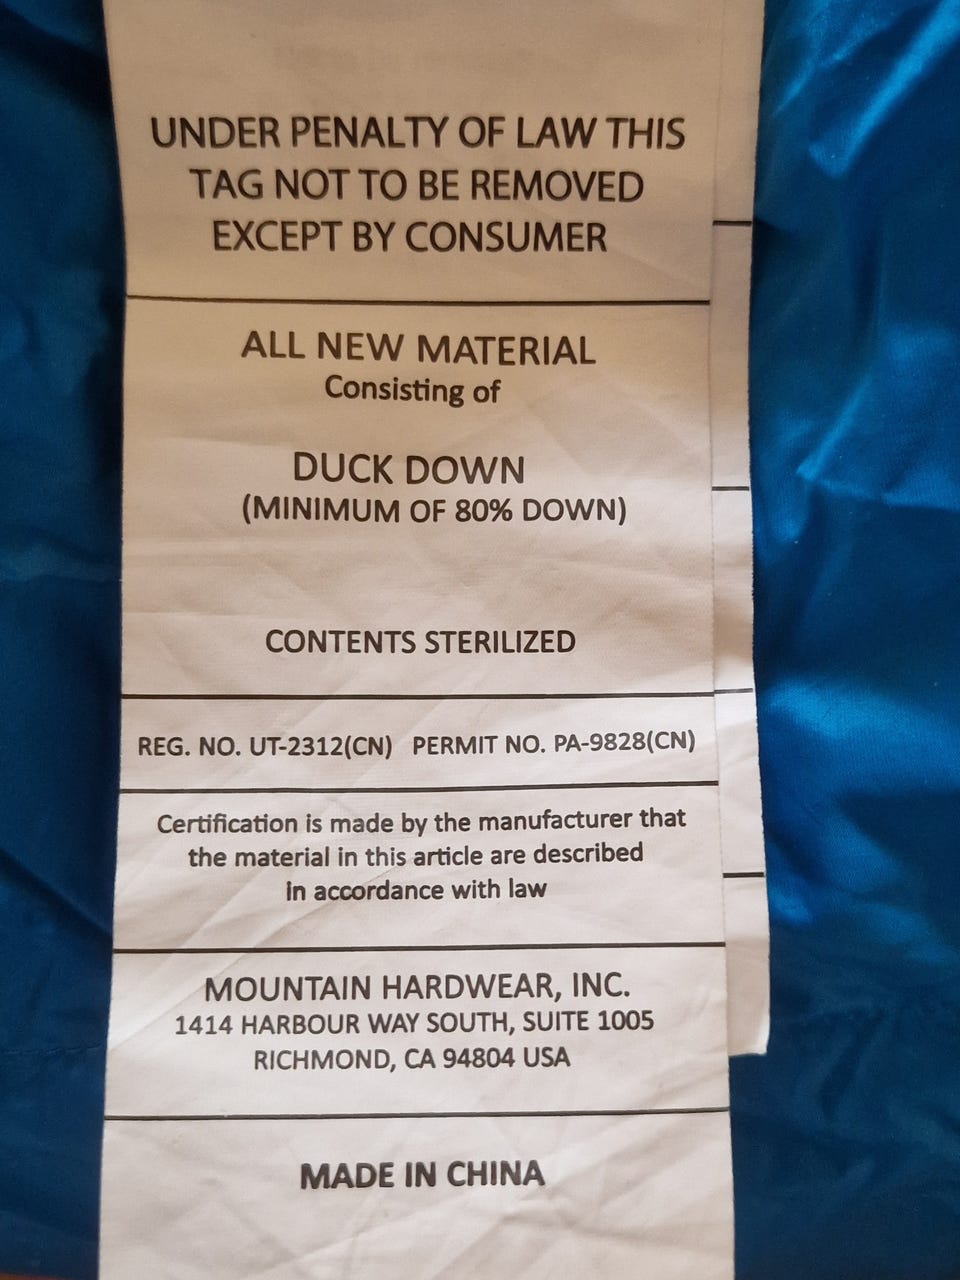 UNDER PENALTY OF LAW THIS
TAG NOT TO BE REMOVED
EXCEPT BY CONSUMER
ALL NEW MATERIAL
Consisting of
DUCK DOWN
(MINIMUM OF 80% DOWN)
CONTENTS STERILIZED
REG. NO. UT-2312(CN) PERMIT NO. PA-9828(CN)
Certification is made by the manufacturer that
the material in this article are described
in accordance with law
MOUNTAIN HARDWEAR, INC.
1414 HARBOUR WAY SOUTH, SUITE 1005
RICHMOND, CA 94804 USA
MADE IN CHINA